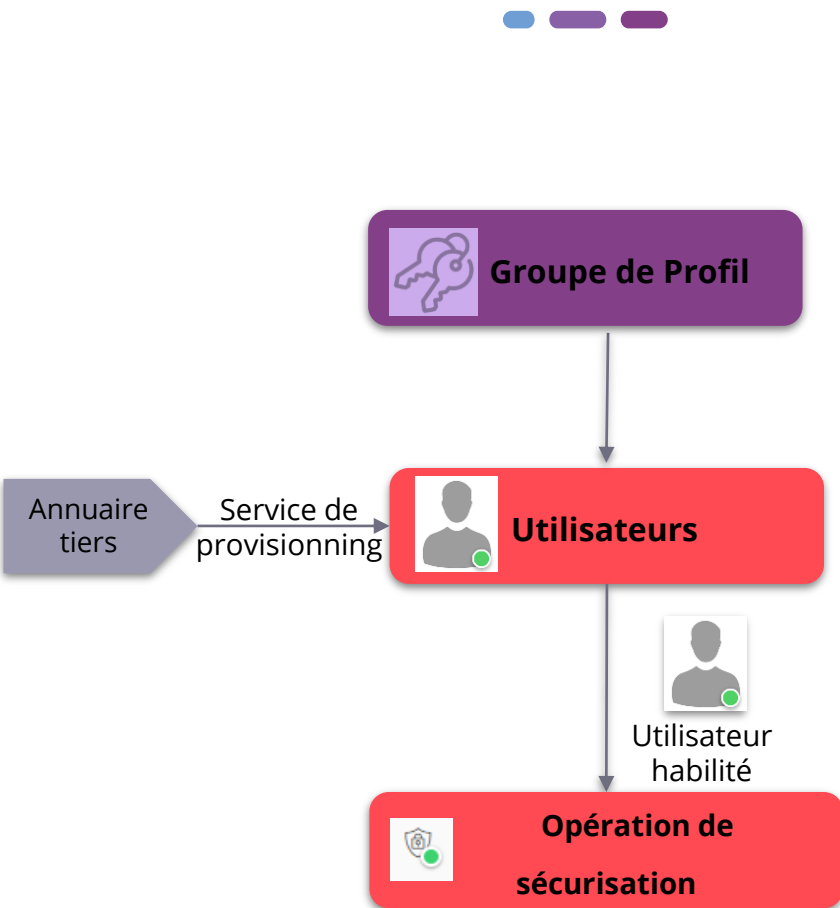 Groupe de Profil
Annuaire
tiers
Service de
provisionning
Utilisateurs
Utilisateur
habilité
Opération de
sécurisation